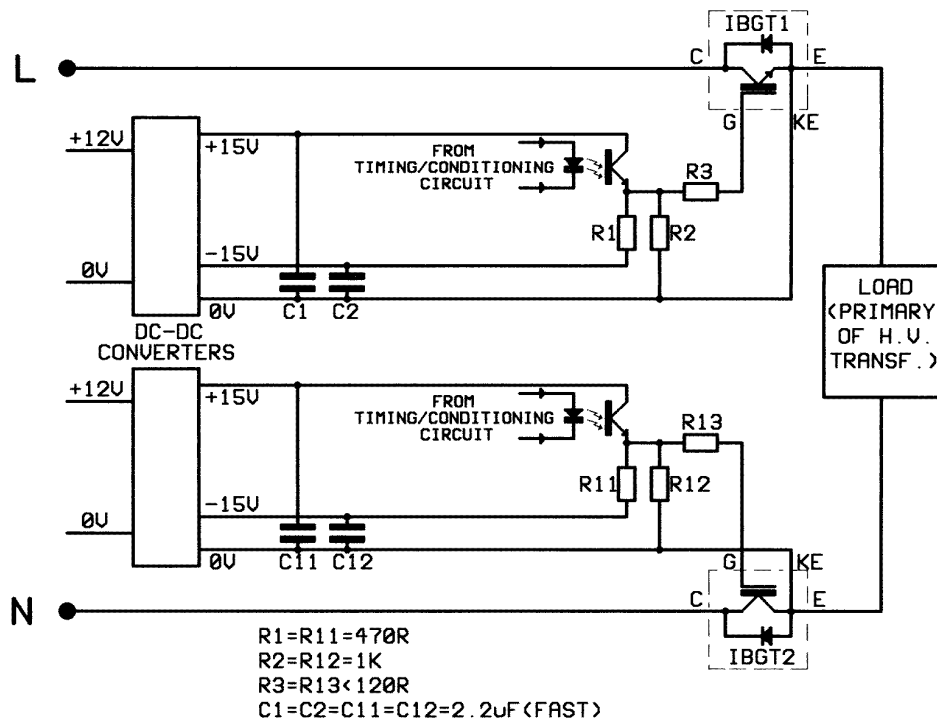 IBGT1
L
C
E
G
KE
+12V
+15V
FROM
TIMING/CONDITIONING
CIRCUIT
R3
R1
R2
-15V
0V
0V
C1
C2
LOAD
(PRIMARY
OF H.V.
TRANSF.)
DC-DC
CONVERTERS
+12V
+15V
FROM
TIMING/CONDITIONING
CIRCUIT
R13
R11
R12
-15V
0V
0V
C11
C12
G
KE
N
C
E
IBGT2
R1=R11=470R
R2=R12=1K
R3=R13<120R
C1=C2=C11=C12=2.2uF(FAST)